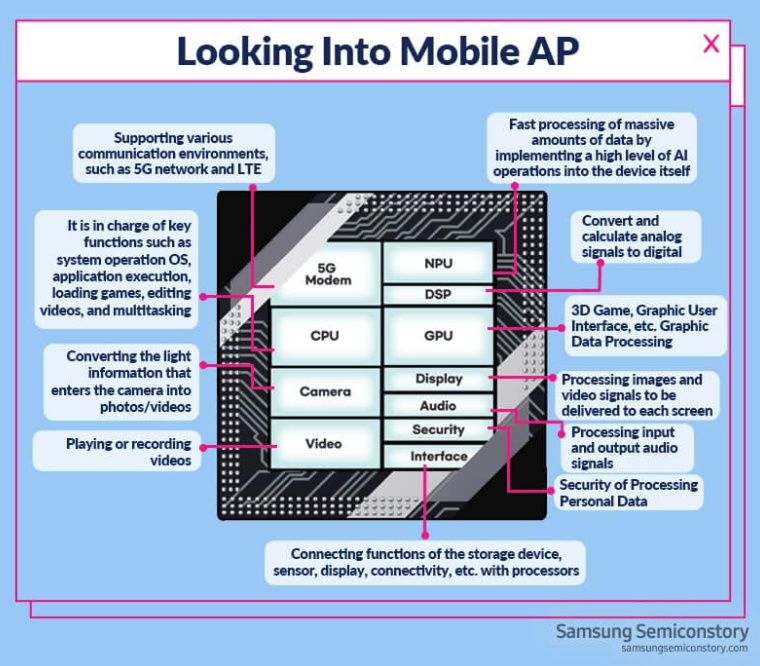 Looking Into Mobile AP
X
Supporting various
communication environments,
such as 5G network and LTE
Fast processing of massive
amounts of data by
implementing a high level of AI
operations into the device itself
It is in charge of key
functions such as
system operation OS,
application execution,
loading games, editing
videos, and multitasking
Convert and
calculate analog
signals to digital
5G
Modem
NPU
DSP
CPU
GPU
3D Game, Graphic User
Interface, etc. Graphic
Data Processing
Converting the light
information that
enters the camera into
photos/videos
Camera
Display
Audio
Processing images and
video signals to be
delivered to each screen
Playing or recording
videos
Video
Security
Interface
Processing input
and output audio
signals
Security of Processing
Personal Data
Connecting functions of the storage device,
sensor, display, connectivity, etc. with processors
Samsung Semiconstory
samsungsemiconstory.com